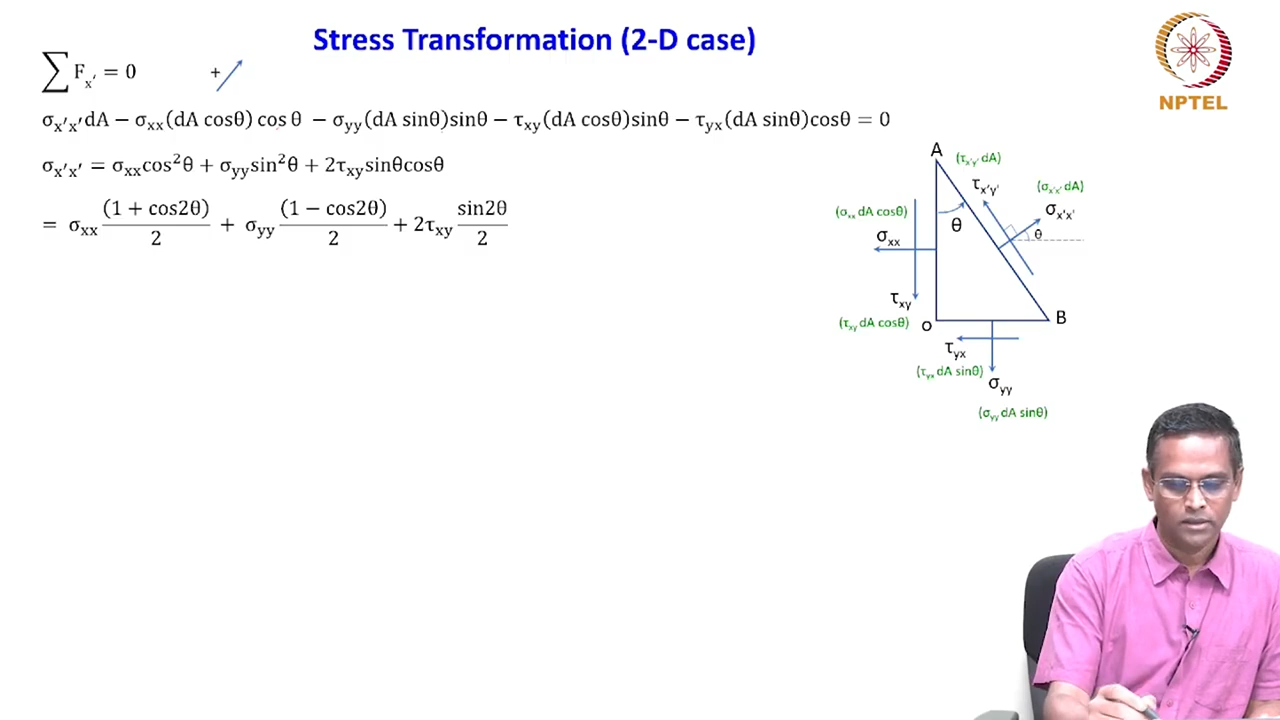 Stress Transformation (2-D case)
∑ F_x′ = 0 +
σ_x′x′dA − σ_xx(dA cosθ) cos θ − σ_yy(dA sinθ)sinθ − τ_xy(dA cosθ)sinθ − τ_yx(dA sinθ)cosθ = 0
σ_x′x′ = σ_xxcos²θ + σ_yysin²θ + 2τ_xysinθcosθ
= σ_xx (1 + cos2θ)/2 + σ_yy (1 − cos2θ)/2 + 2τ_xy sin2θ/2
NPTEL
A
(τ_x′y′ dA)
τ_x′y′
(σ_x′x′ dA)
σ_x′x′
(σ_xx dA cosθ)
θ
θ
σ_xx
τ_xy
(τ_xy dA cosθ)
O
B
τ_yx
(τ_yx dA sinθ)
σ_yy
(σ_yy dA sinθ)